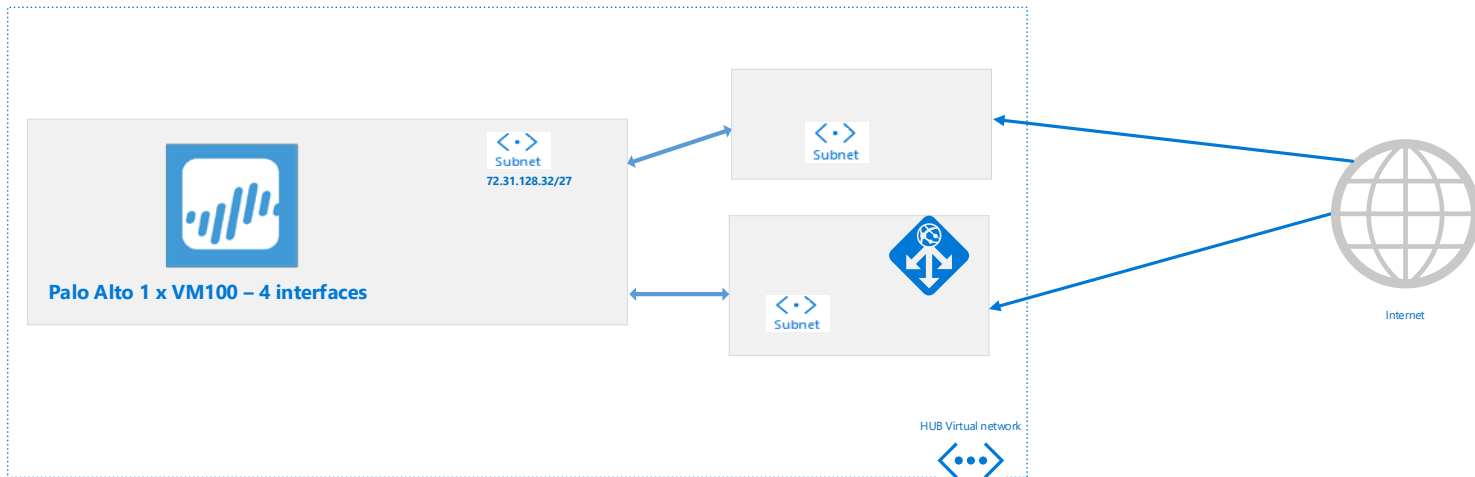 Subnet
72.31.128.32/27
Palo Alto 1 x VM100 – 4 interfaces
Subnet
Subnet
Internet
HUB Virtual network